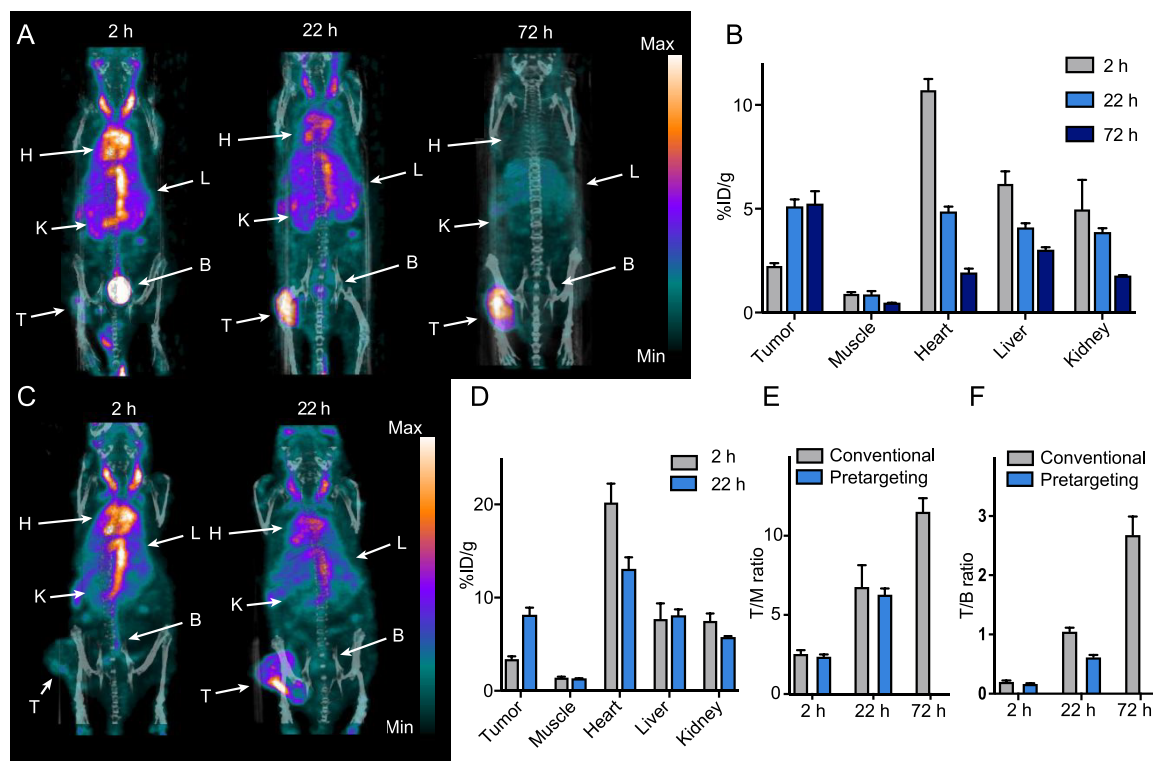 A
2 h
22 h
72 h
Max
Min
H
L
K
B
T
H
L
K
B
T
H
L
K
B
T
B
2 h
22 h
72 h
%ID/g
10
5
0
Tumor
Muscle
Heart
Liver
Kidney
C
2 h
22 h
Max
Min
H
L
K
B
T
H
L
K
B
T
D
2 h
22 h
%ID/g
20
10
0
Tumor
Muscle
Heart
Liver
Kidney
E
Conventional
Pretargeting
T/M ratio
10
5
0
2 h
22 h
72 h
F
Conventional
Pretargeting
T/B ratio
3
2
1
0
2 h
22 h
72 h